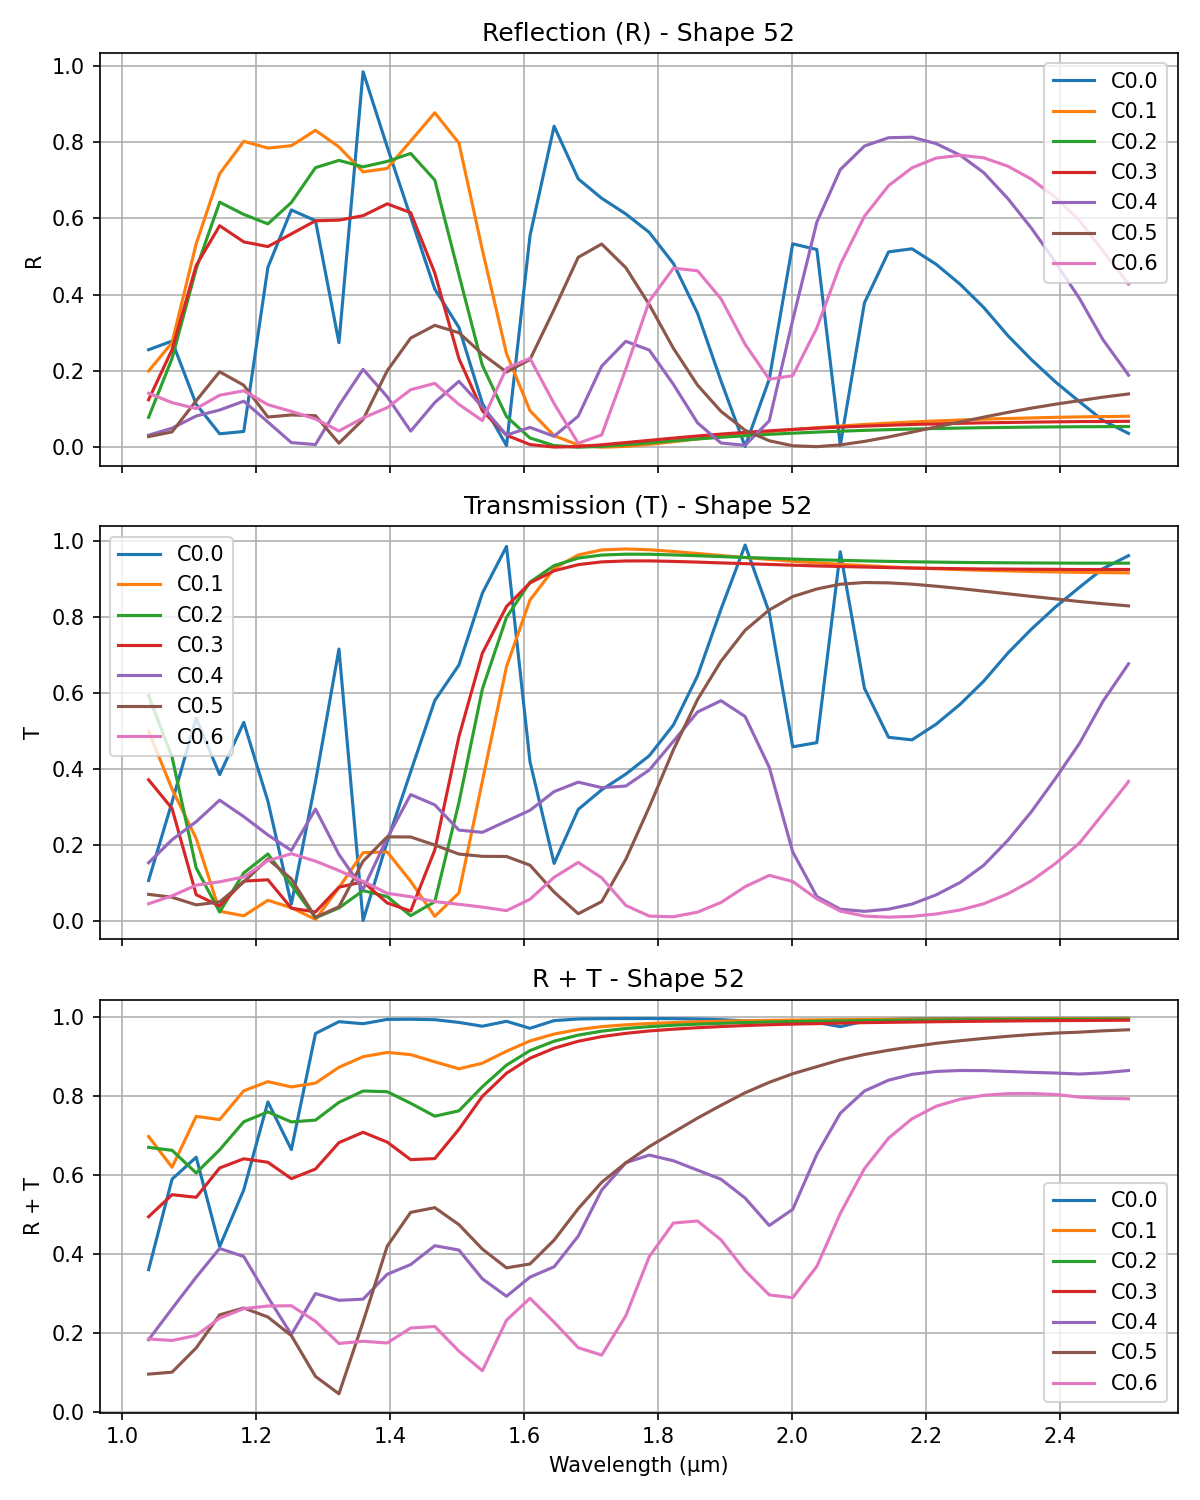 Reflection (R) - Shape 52
1.0
0.8
0.6
0.4
0.2
0.0
R
C0.0
C0.1
C0.2
C0.3
C0.4
C0.5
C0.6
Transmission (T) - Shape 52
1.0
0.8
0.6
0.4
0.2
0.0
T
C0.0
C0.1
C0.2
C0.3
C0.4
C0.5
C0.6
R + T - Shape 52
1.0
0.8
0.6
0.4
0.2
0.0
R + T
C0.0
C0.1
C0.2
C0.3
C0.4
C0.5
C0.6
1.0 1.2 1.4 1.6 1.8 2.0 2.2 2.4
Wavelength (μm)